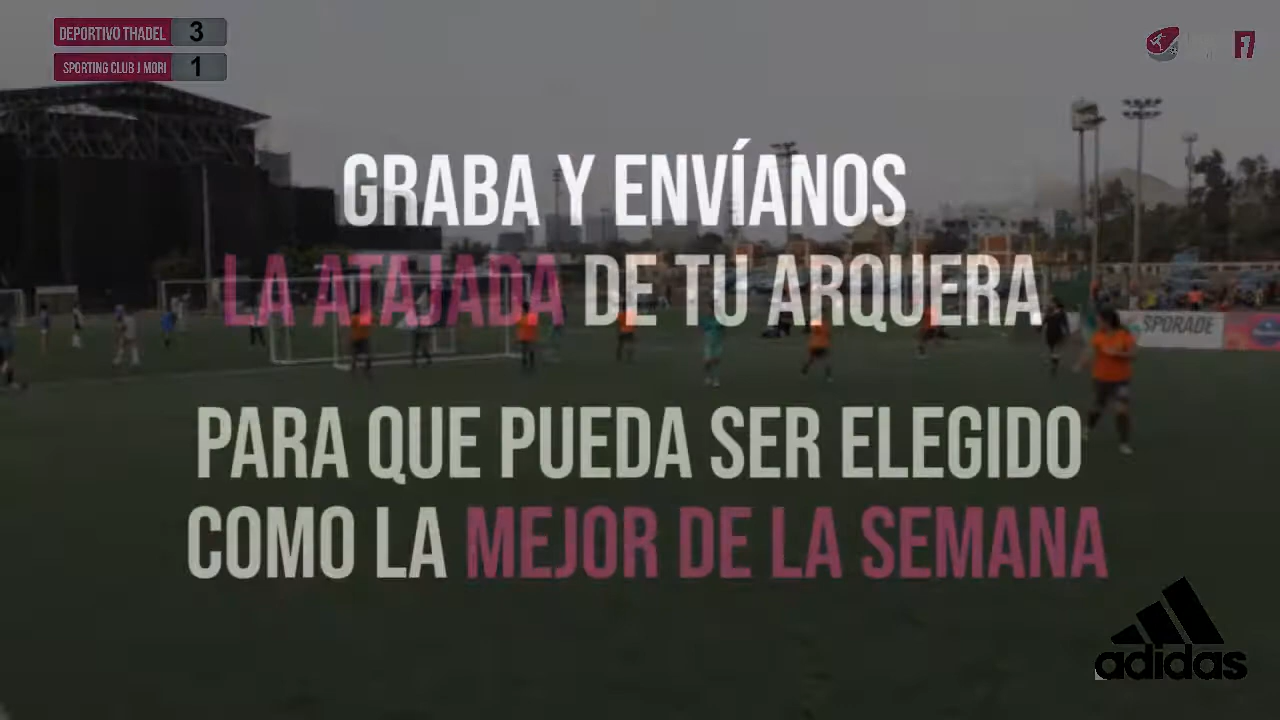 DEPORTIVO THADEL 3
SPORTING CLUB J MORI 1
F7
GRABA Y ENVÍANOS
LA ATAJADA DE TU ARQUERA
SPORADE
PARA QUE PUEDA SER ELEGIDO
COMO LA MEJOR DE LA SEMANA
adidas